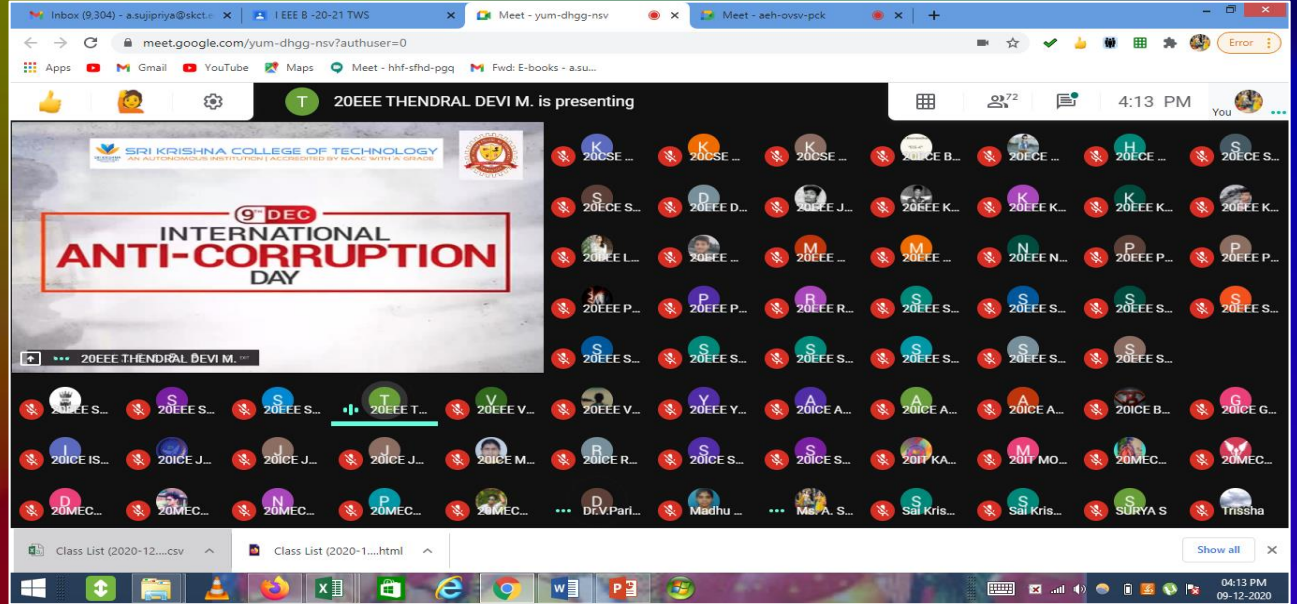 Inbox (9,304) - a.sujipriya@skct.e
I EEE B -20-21 TWS
Meet - yum-dhgg-nsv
Meet - aeh-ovsv-pck
meet.google.com/yum-dhgg-nsv?authuser=0
Error
Apps
Gmail
YouTube
Maps
Meet - hhf-sfhd-pgq
Fwd: E-books - a.su...
T
20EEE THENDRAL DEVI M. is presenting
72
4:13 PM
You
SRI KRISHNA COLLEGE OF TECHNOLOGY
AN AUTONOMOUS INSTITUTION | ACCREDITED BY NAAC WITH 'A' GRADE
9TH DEC
INTERNATIONAL
ANTI-CORRUPTION
DAY
20EEE THENDRAL DEVI M.
K 20CSE ... K 20CSE ... K 20CSE ... 20ECE B... 20ECE ... H 20ECE ... S 20ECE S...
S 20ECE S... D 20EEE D... 20EEE J... 20EEE K... K 20EEE K... K 20EEE K... 20EEE K...
20EEE L... 20EEE ... M 20EEE ... M 20EEE ... N 20EEE N... P 20EEE P... P 20EEE P...
20EEE P... P 20EEE P... R 20EEE R... S 20EEE S... S 20EEE S... S 20EEE S... S 20EEE S...
S 20EEE S... S 20EEE S... S 20EEE S... S 20EEE S... S 20EEE S... S 20EEE S...
20EEE S... S 20EEE S... S 20EEE S... T 20EEE T... V 20EEE V... 20EEE V... Y 20EEE Y... A 20ICE A... A 20ICE A... A 20ICE A... 20ICE B... G 20ICE G...
I 20ICE IS... 20ICE J... J 20ICE J... J 20ICE J... 20ICE M... R 20ICE R... S 20ICE S... S 20ICE S... 20IT KA... M 20IT MO... 20MEC... 20MEC...
D 20MEC... 20MEC... N 20MEC... P 20MEC... 20MEC... D Dr.V.Pari... Madhu ... Ms. A. S... S Sai Kris... S Sai Kris... S SURYA S Trissha
Class List (2020-12....csv
Class List (2020-1....html
Show all
04:13 PM
09-12-2020